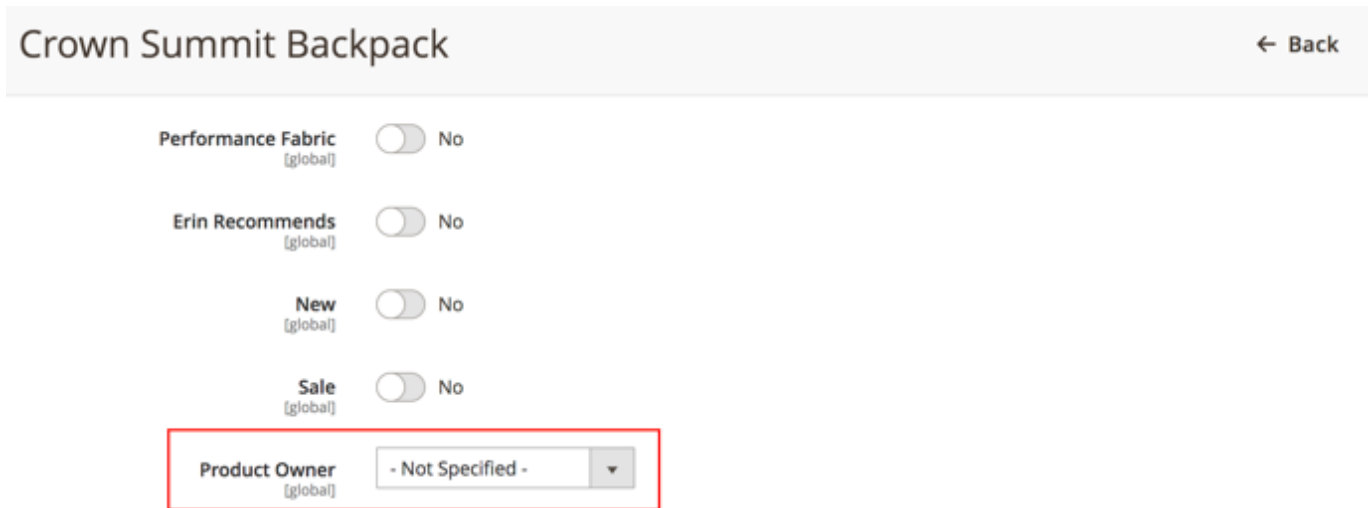 Crown Summit Backpack
← Back
Performance Fabric No
[global]
Erin Recommends No
[global]
New No
[global]
Sale No
[global]
Product Owner - Not Specified -
[global]